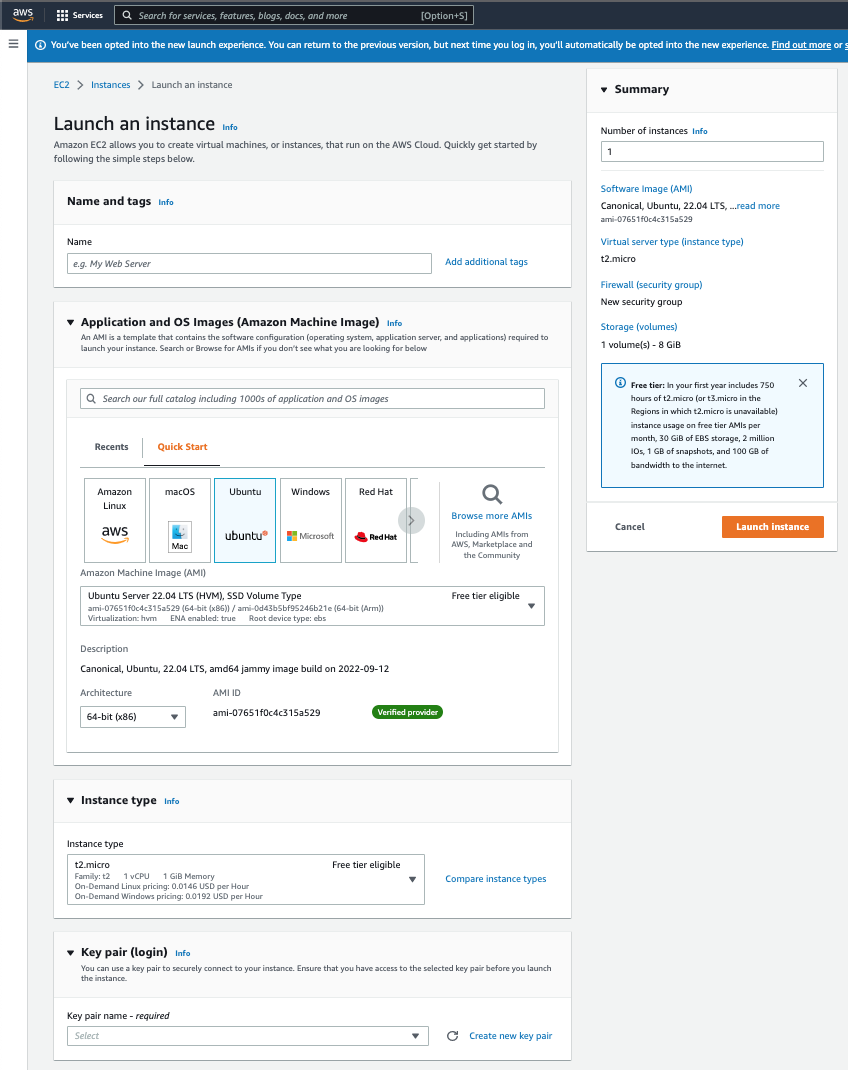 aws
Services
Search for services, features, blogs, docs, and more
[Option+S]
You've been opted into the new launch experience. You can return to the previous version, but next time you log in, you'll automatically be opted into the new experience. Find out more or s
EC2 > Instances > Launch an instance
Launch an instance Info
Amazon EC2 allows you to create virtual machines, or instances, that run on the AWS Cloud. Quickly get started by
following the simple steps below.
Name and tags Info
Name
e.g. My Web Server
Add additional tags
Application and OS Images (Amazon Machine Image) Info
An AMI is a template that contains the software configuration (operating system, application server, and applications) required to
launch your instance. Search or Browse for AMIs if you don't see what you are looking for below
Search our full catalog including 1000s of application and OS images
Recents
Quick Start
Amazon
Linux
aws
macOS
Mac
Ubuntu
ubuntu
Windows
Microsoft
Red Hat
Red Hat
Browse more AMIs
Including AMIs from
AWS, Marketplace and
the Community
Amazon Machine Image (AMI)
Ubuntu Server 22.04 LTS (HVM), SSD Volume Type
Free tier eligible
ami-07651f0c4c315a529 (64-bit (x86)) / ami-0d43b5bf95246b21e (64-bit (Arm))
Virtualization: hvm ENA enabled: true Root device type: ebs
Description
Canonical, Ubuntu, 22.04 LTS, amd64 jammy image build on 2022-09-12
Architecture
AMI ID
64-bit (x86)
ami-07651f0c4c315a529
Verified provider
Instance type Info
Instance type
t2.micro
Free tier eligible
Family: t2 1 vCPU 1 GiB Memory
On-Demand Linux pricing: 0.0146 USD per Hour
On-Demand Windows pricing: 0.0192 USD per Hour
Compare instance types
Key pair (login) Info
You can use a key pair to securely connect to your instance. Ensure that you have access to the selected key pair before you launch
the instance.
Key pair name - required
Select
Create new key pair
Summary
Number of instances Info
1
Software Image (AMI)
Canonical, Ubuntu, 22.04 LTS, ...read more
ami-07651f0c4c315a529
Virtual server type (instance type)
t2.micro
Firewall (security group)
New security group
Storage (volumes)
1 volume(s) - 8 GiB
Free tier: In your first year includes 750
hours of t2.micro (or t3.micro in the
Regions in which t2.micro is unavailable)
instance usage on free tier AMIs per
month, 30 GiB of EBS storage, 2 million
IOs, 1 GB of snapshots, and 100 GB of
bandwidth to the internet.
Cancel
Launch instance